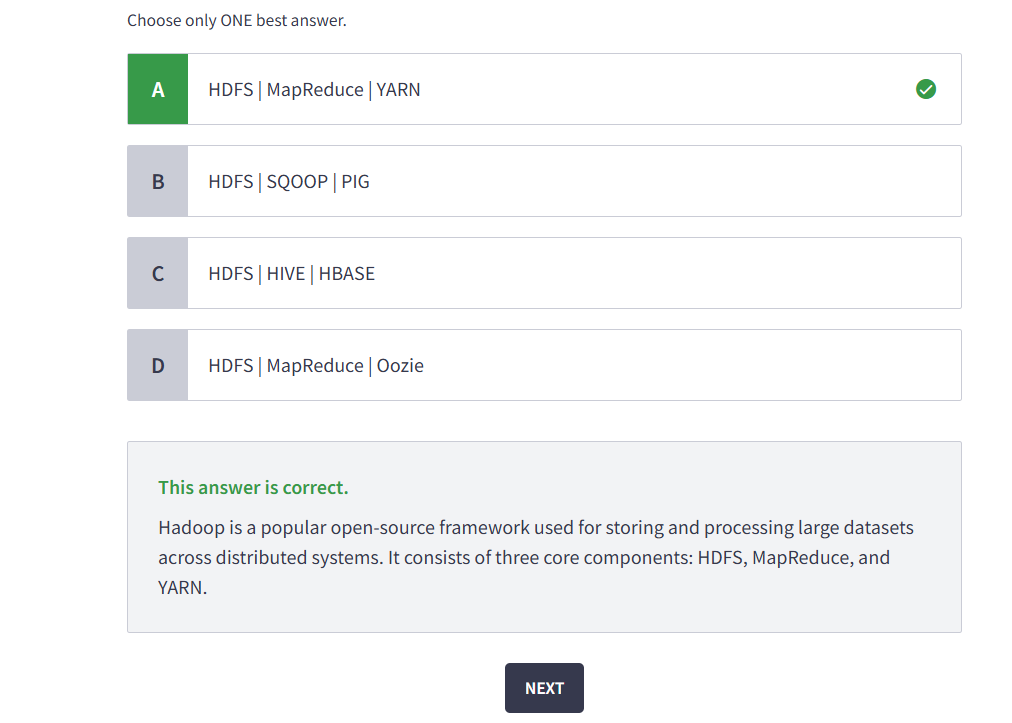 Choose only ONE best answer.
A
HDFS | MapReduce | YARN
B
HDFS | SQOOP | PIG
C
HDFS | HIVE | HBASE
D
HDFS | MapReduce | Oozie
This answer is correct.
Hadoop is a popular open-source framework used for storing and processing large datasets
across distributed systems. It consists of three core components: HDFS, MapReduce, and
YARN.
NEXT